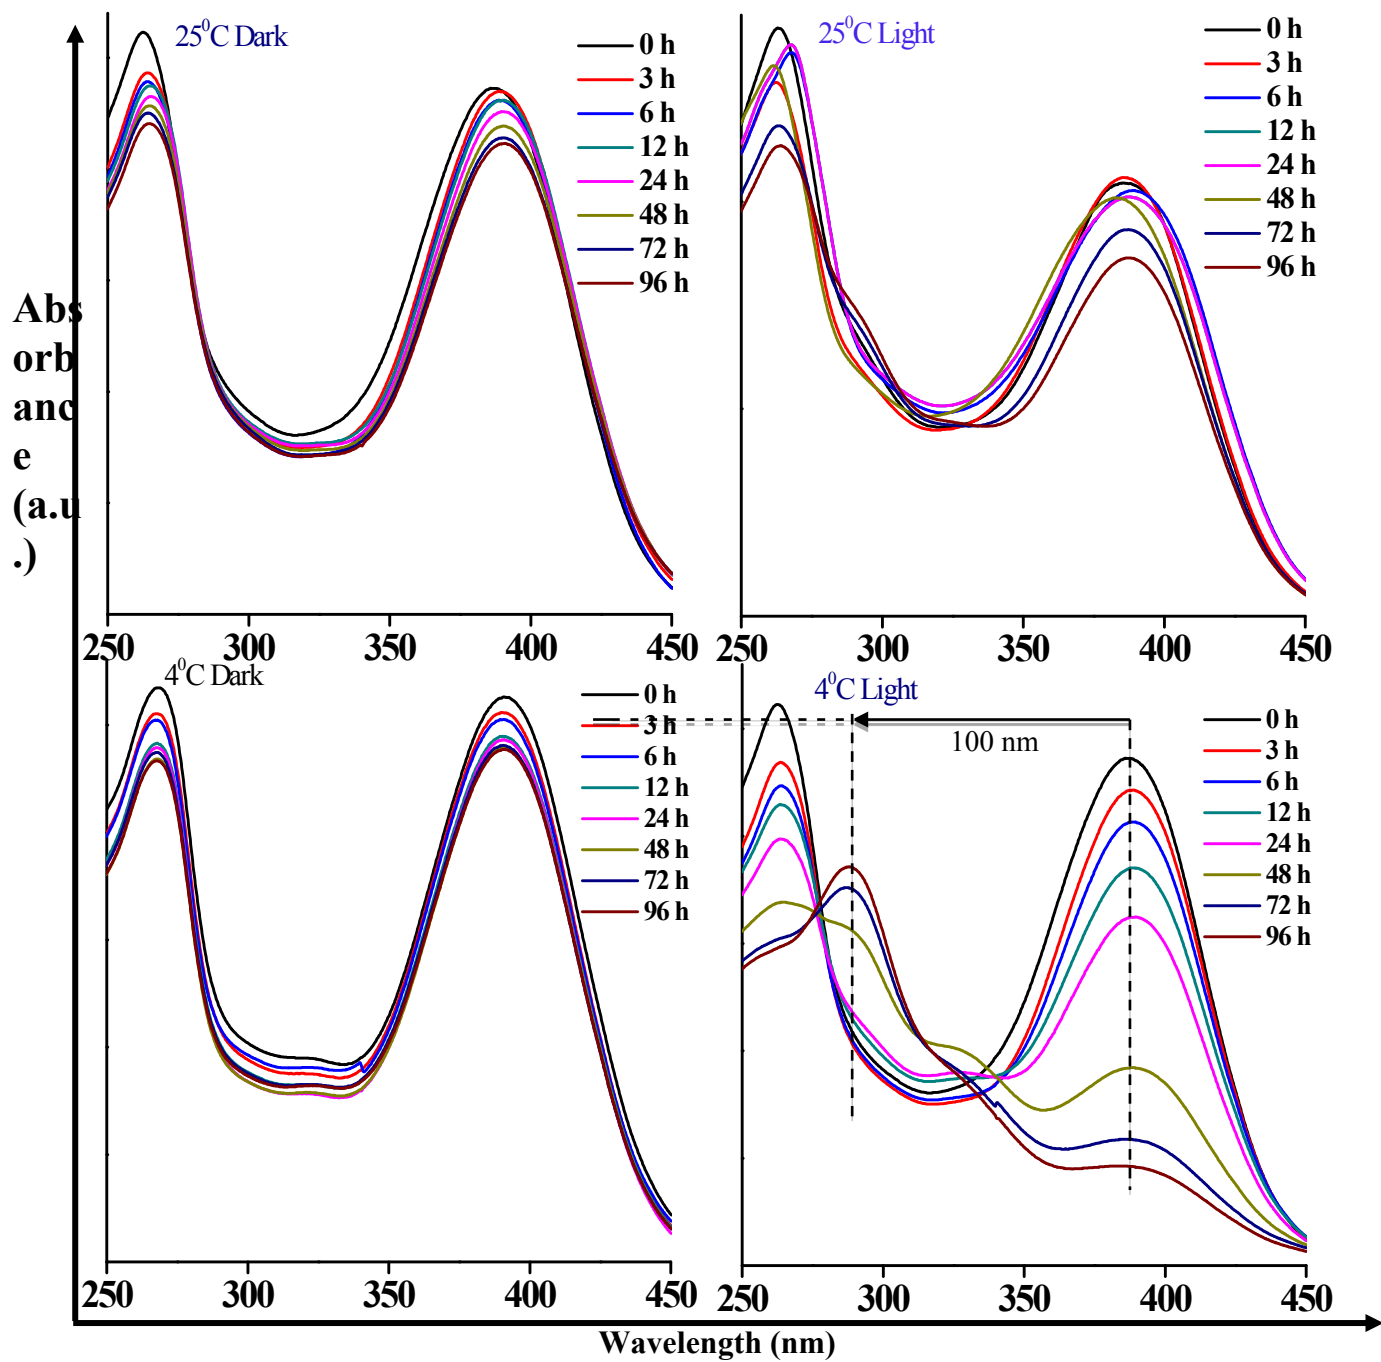 25⁰C Dark
0 h
3 h
6 h
12 h
24 h
48 h
72 h
96 h
250
300
350
400
450
25⁰C Light
0 h
3 h
6 h
12 h
24 h
48 h
72 h
96 h
250
300
350
400
450
Abs
orb
anc
e
(a.u
.)
4⁰C Dark
0 h
3 h
6 h
12 h
24 h
48 h
72 h
96 h
250
300
350
400
450
4⁰C Light
100 nm
0 h
3 h
6 h
12 h
24 h
48 h
72 h
96 h
250
300
350
400
450
Wavelength (nm)